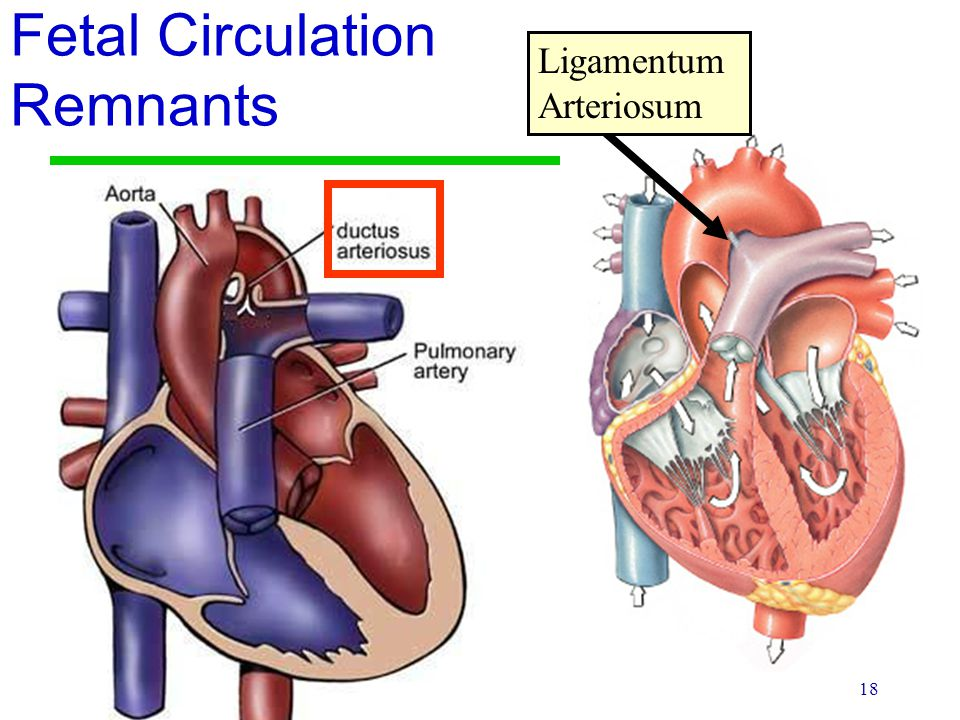 Fetal Circulation
Remnants
Ligamentum
Arteriosum
Aorta
ductus
arteriosus
Pulmonary
artery
18